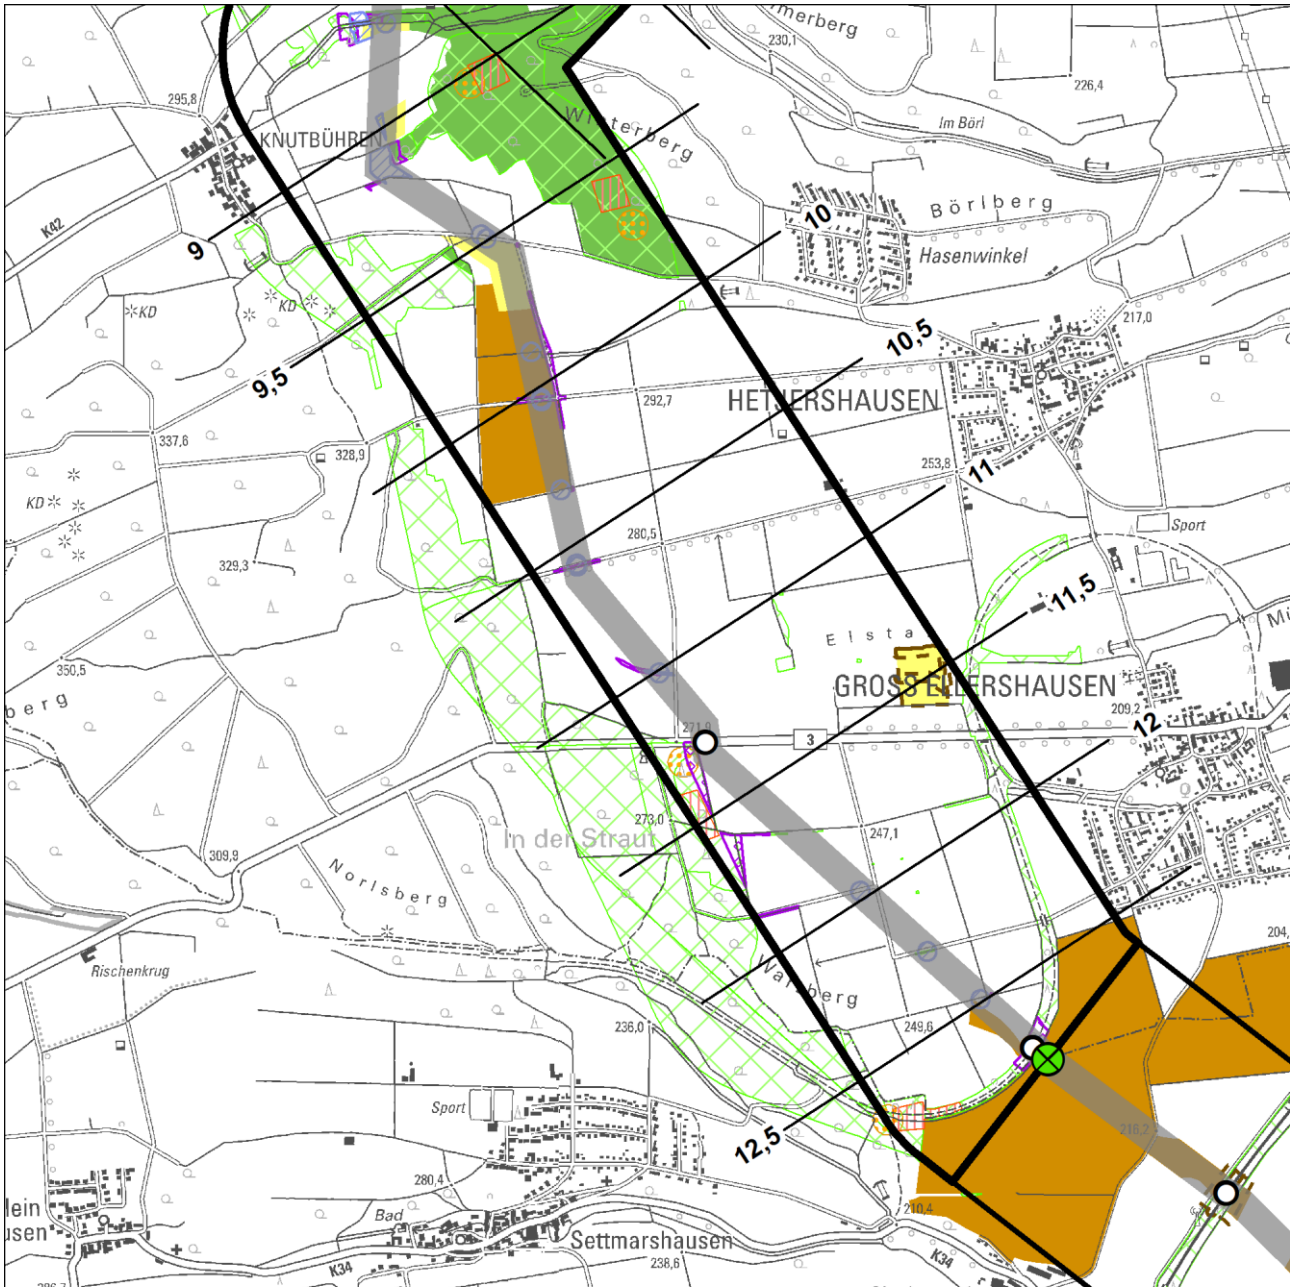 230,1
226,4
295,8
KNUTBÜHREN
Winterberg
Im Börl
K42
9
10
Börlberg
Hasenwinkel
KD
KD
217,0
9,5
10,5
292,7
HETJERSHAUSEN
337,8
328,9
253,8
11
KD
Sport
280,5
329,3
11,5
350,5
berg
GROSS ELLERSHAUSEN
209,2
12
271,9
3
273,0
247,1
In der Straut
309,9
Norlsberg
204,
Rischenkrug
Warsberg
236,0
249,6
Sport
216,2
12,5
280,4
lein
usen
Bad
210,4
Settmarshausen
K34
238,6
K34